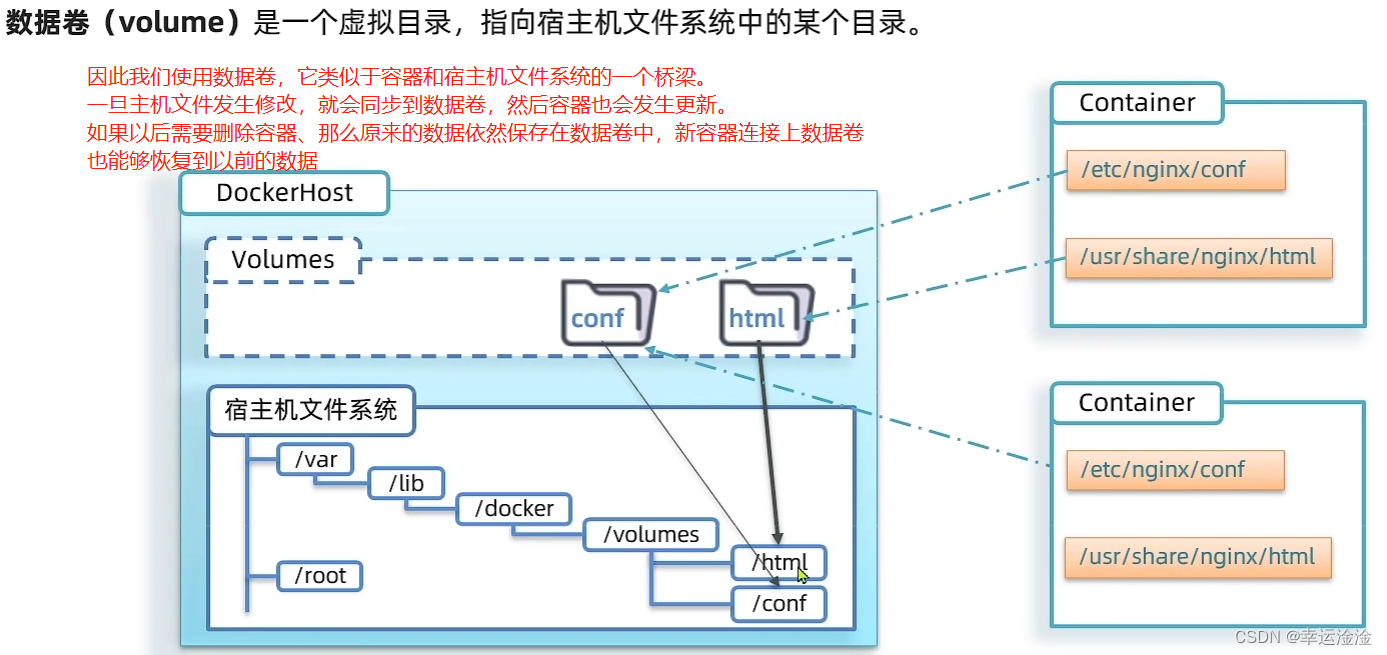 数据卷（volume）是一个虚拟目录，指向宿主机文件系统中的某个目录。
因此我们使用数据卷，它类似于容器和宿主机文件系统的一个桥梁。
一旦主机文件发生修改，就会同步到数据卷，然后容器也会发生更新。
如果以后需要删除容器、那么原来的数据依然保存在数据卷中，新容器连接上数据卷
也能够恢复到以前的数据
DockerHost
Volumes
conf
html
宿主机文件系统
/var
/lib
/docker
/volumes
/html
/root
/conf
Container
/etc/nginx/conf
/usr/share/nginx/html
Container
/etc/nginx/conf
/usr/share/nginx/html
CSDN @幸运淦淦